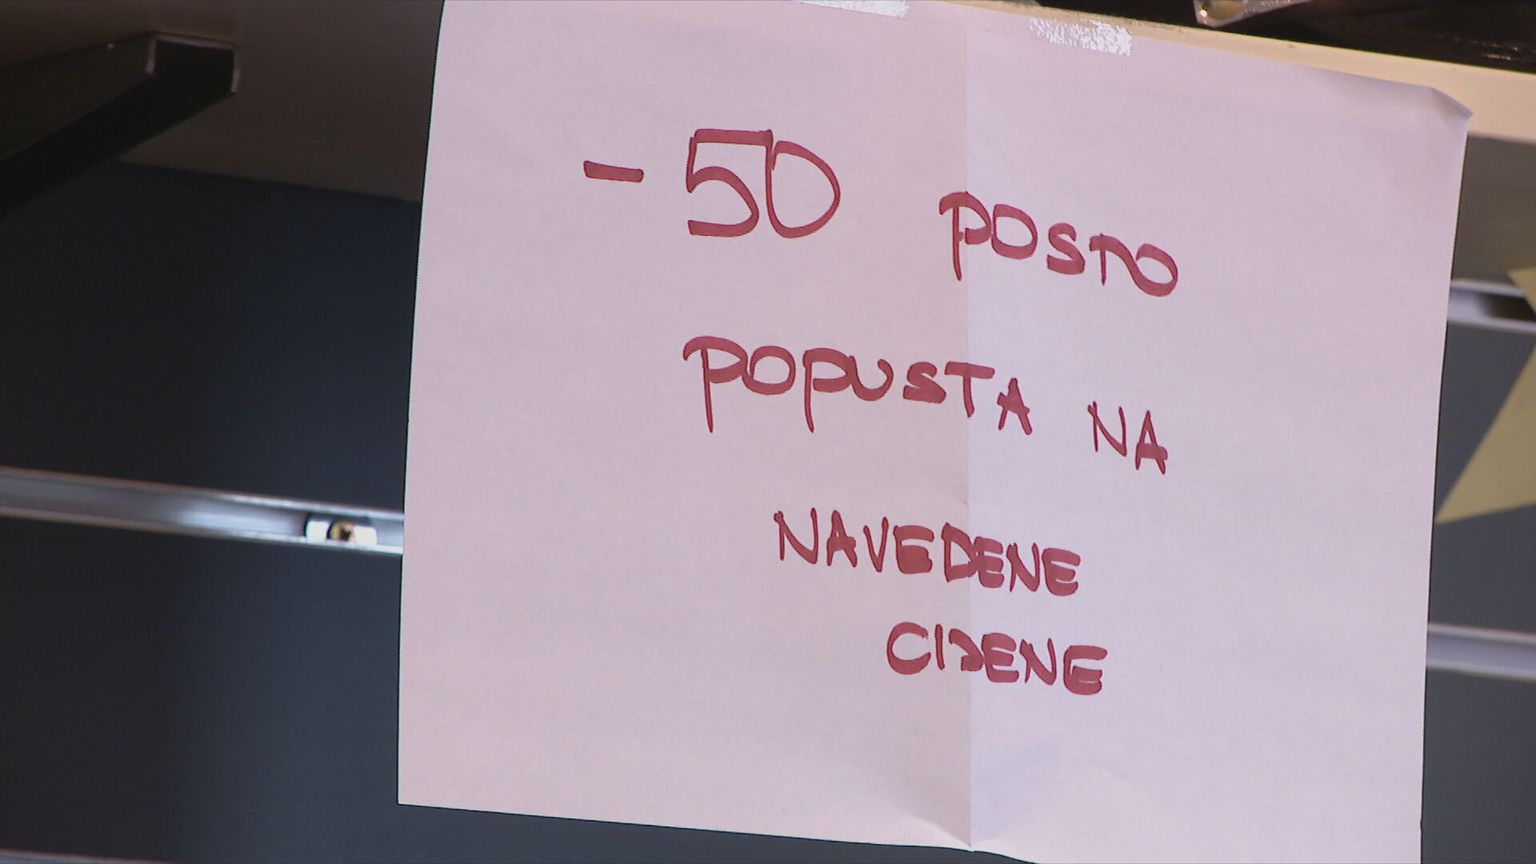 - 50 POSTO
POPUSTA NA
NAVEDENE
CIJENE